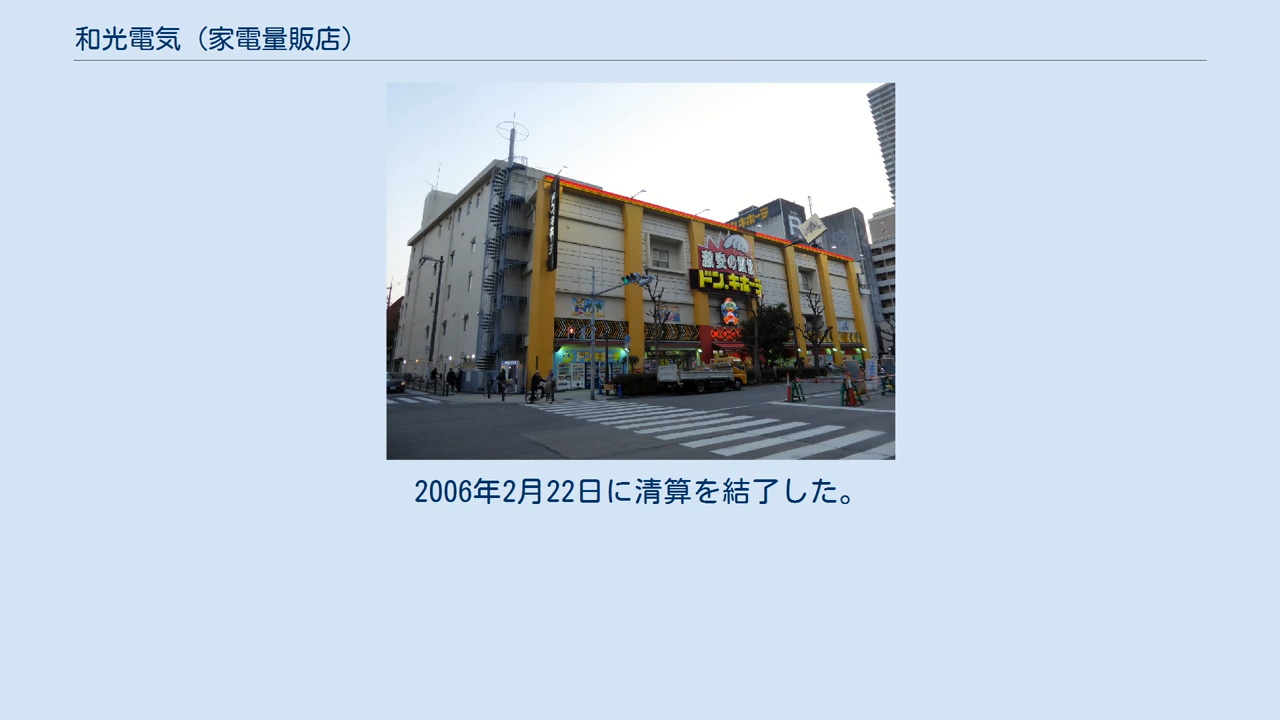 和光電気（家電量販店）
激安の殿堂
ドン.キホーテ
2006年2月22日に清算を結了した。